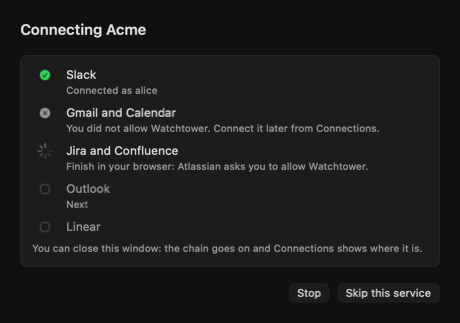 Connecting Acme
Slack
Connected as alice
Gmail and Calendar
You did not allow Watchtower. Connect it later from Connections.
Jira and Confluence
Finish in your browser: Atlassian asks you to allow Watchtower.
Outlook
Next
Linear
You can close this window: the chain goes on and Connections shows where it is.
Stop
Skip this service